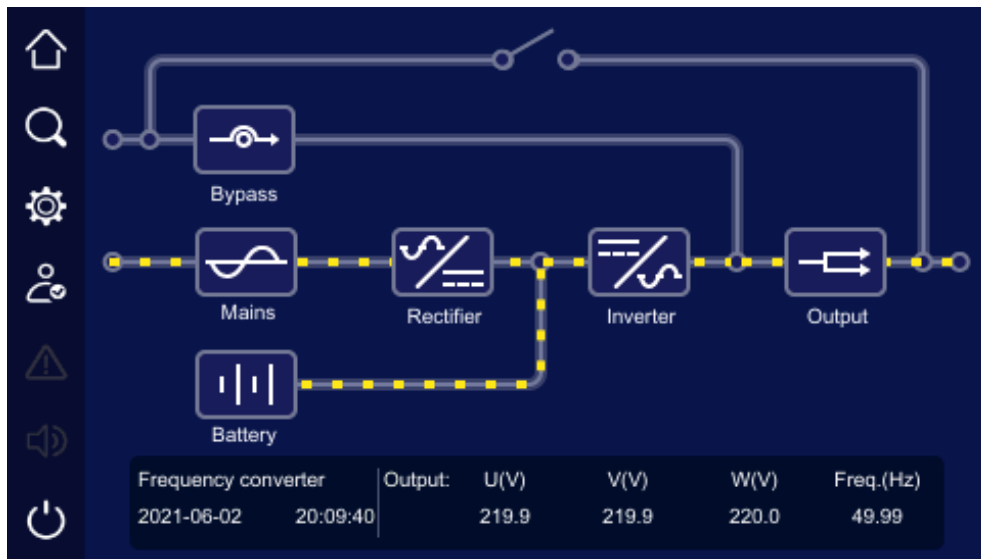 Bypass
Mains
Rectifier
Inverter
Output
Battery
Frequency converter Output: U(V) V(V) W(V) Freq.(Hz)
2021-06-02 20:09:40 219.9 219.9 220.0 49.99